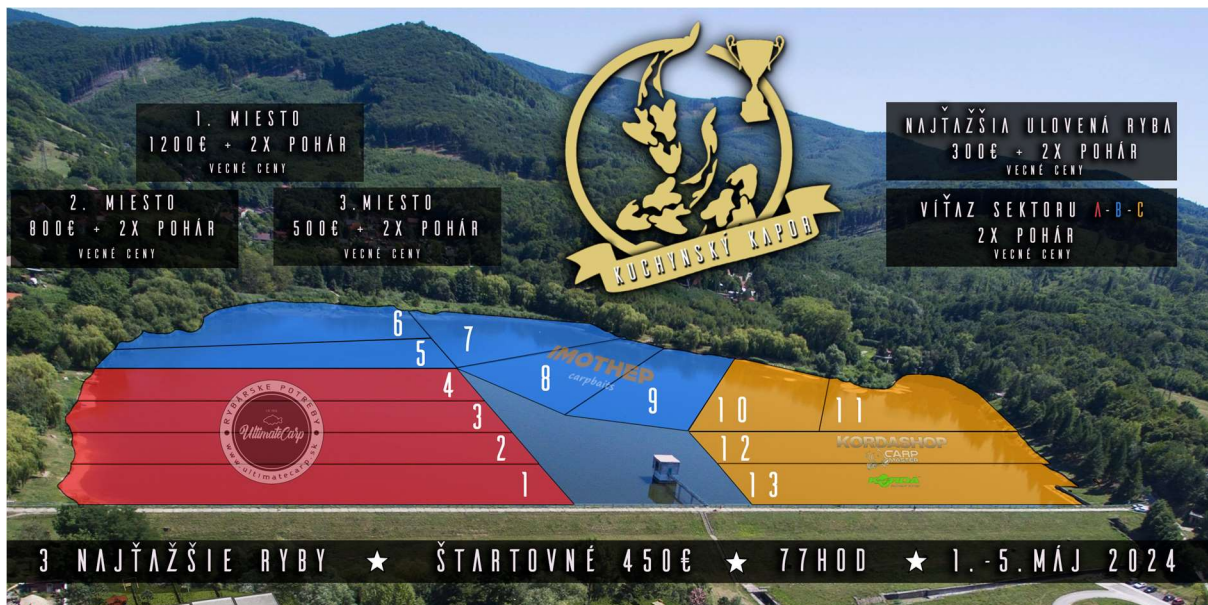 1. MIESTO
1200€ + 2X POHÁR
VECNÉ CENY
2. MIESTO
800€ + 2X POHÁR
VECNÉ CENY
3.MIESTO
500€ + 2X POHÁR
VECNÉ CENY
KUCHYNSKÝ KAPOR
NAJŤAŽŠIA ULOVENÁ RYBA
300€ + 2X POHÁR
VECNÉ CENY
VÍŤAZ SEKTORU A-B-C
2X POHÁR
VECNÉ CENY
6
7
5
IMOTHEP
carpbaits
8
9
4
3
2
1
RYBÁRSKE POTREBY
UltimateCarp
www.ultimatecarp.sk
10
11
12
13
KORDASHOP
CARP
MASTER
KORDA
3 NAJŤAŽŠIE RYBY ★ ŠTARTOVNÉ 450€ ★ 77HOD ★ 1.-5.MÁJ 2024